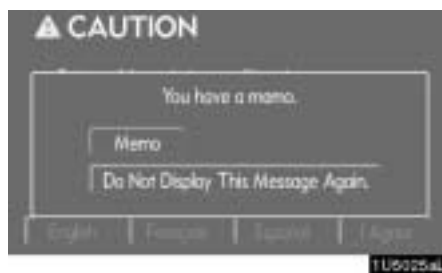 CAUTION
You have a memo.
Memo
Do Not Display This Message Again.
English Français Español I Agree
1U5025aL